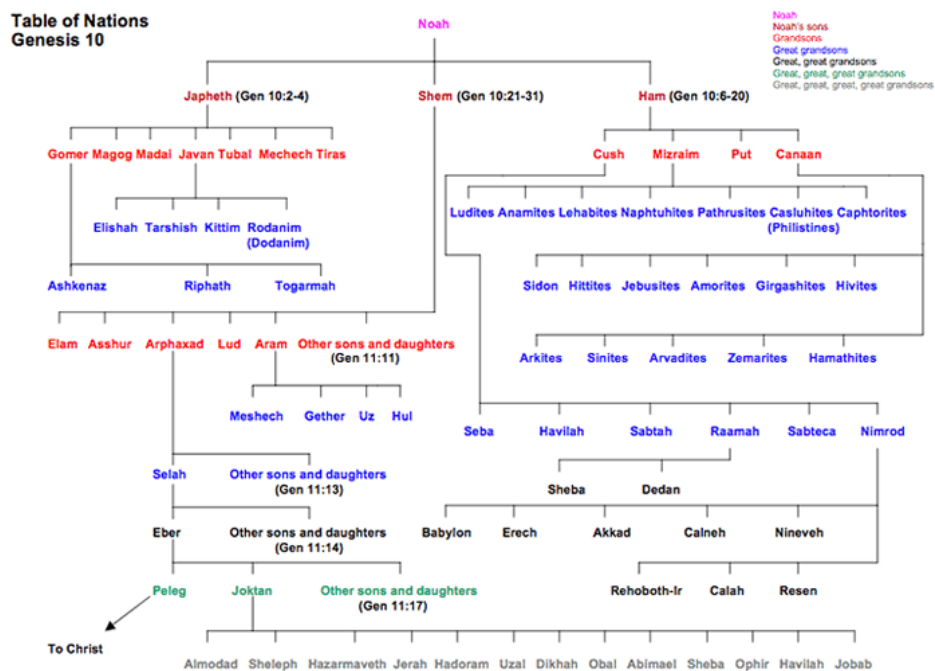 Table of Nations
Genesis 10
Noah
Noah
Noah's sons
Grandsons
Great grandsons
Great, great grandsons
Great, great, great grandsons
Great, great, great, great grandsons
Japheth (Gen 10:2-4) Shem (Gen 10:21-31) Ham (Gen 10:6-20)
Gomer Magog Madai Javan Tubal Mechech Tiras
Cush Mizraim Put Canaan
Ludites Anamites Lehabites Naphtuhites Pathrusites Casluhites Caphtorites
(Philistines)
Elishah Tarshish Kittim Rodanim
(Dodanim)
Ashkenaz Riphath Togarmah
Sidon Hittites Jebusites Amorites Girgashites Hivites
Elam Asshur Arphaxad Lud Aram Other sons and daughters
(Gen 11:11)
Arkites Sinites Arvadites Zemarites Hamathites
Meshech Gether Uz Hul
Seba Havilah Sabtah Raamah Sabteca Nimrod
Selah Other sons and daughters
(Gen 11:13)
Sheba Dedan
Eber Other sons and daughters
(Gen 11:14)
Babylon Erech Akkad Calneh Nineveh
Peleg Joktan Other sons and daughters
(Gen 11:17)
Rehoboth-Ir Calah Resen
To Christ
Almodad Sheleph Hazarmaveth Jerah Hadoram Uzal Dikhah Obal Abimael Sheba Ophir Havilah Jobab